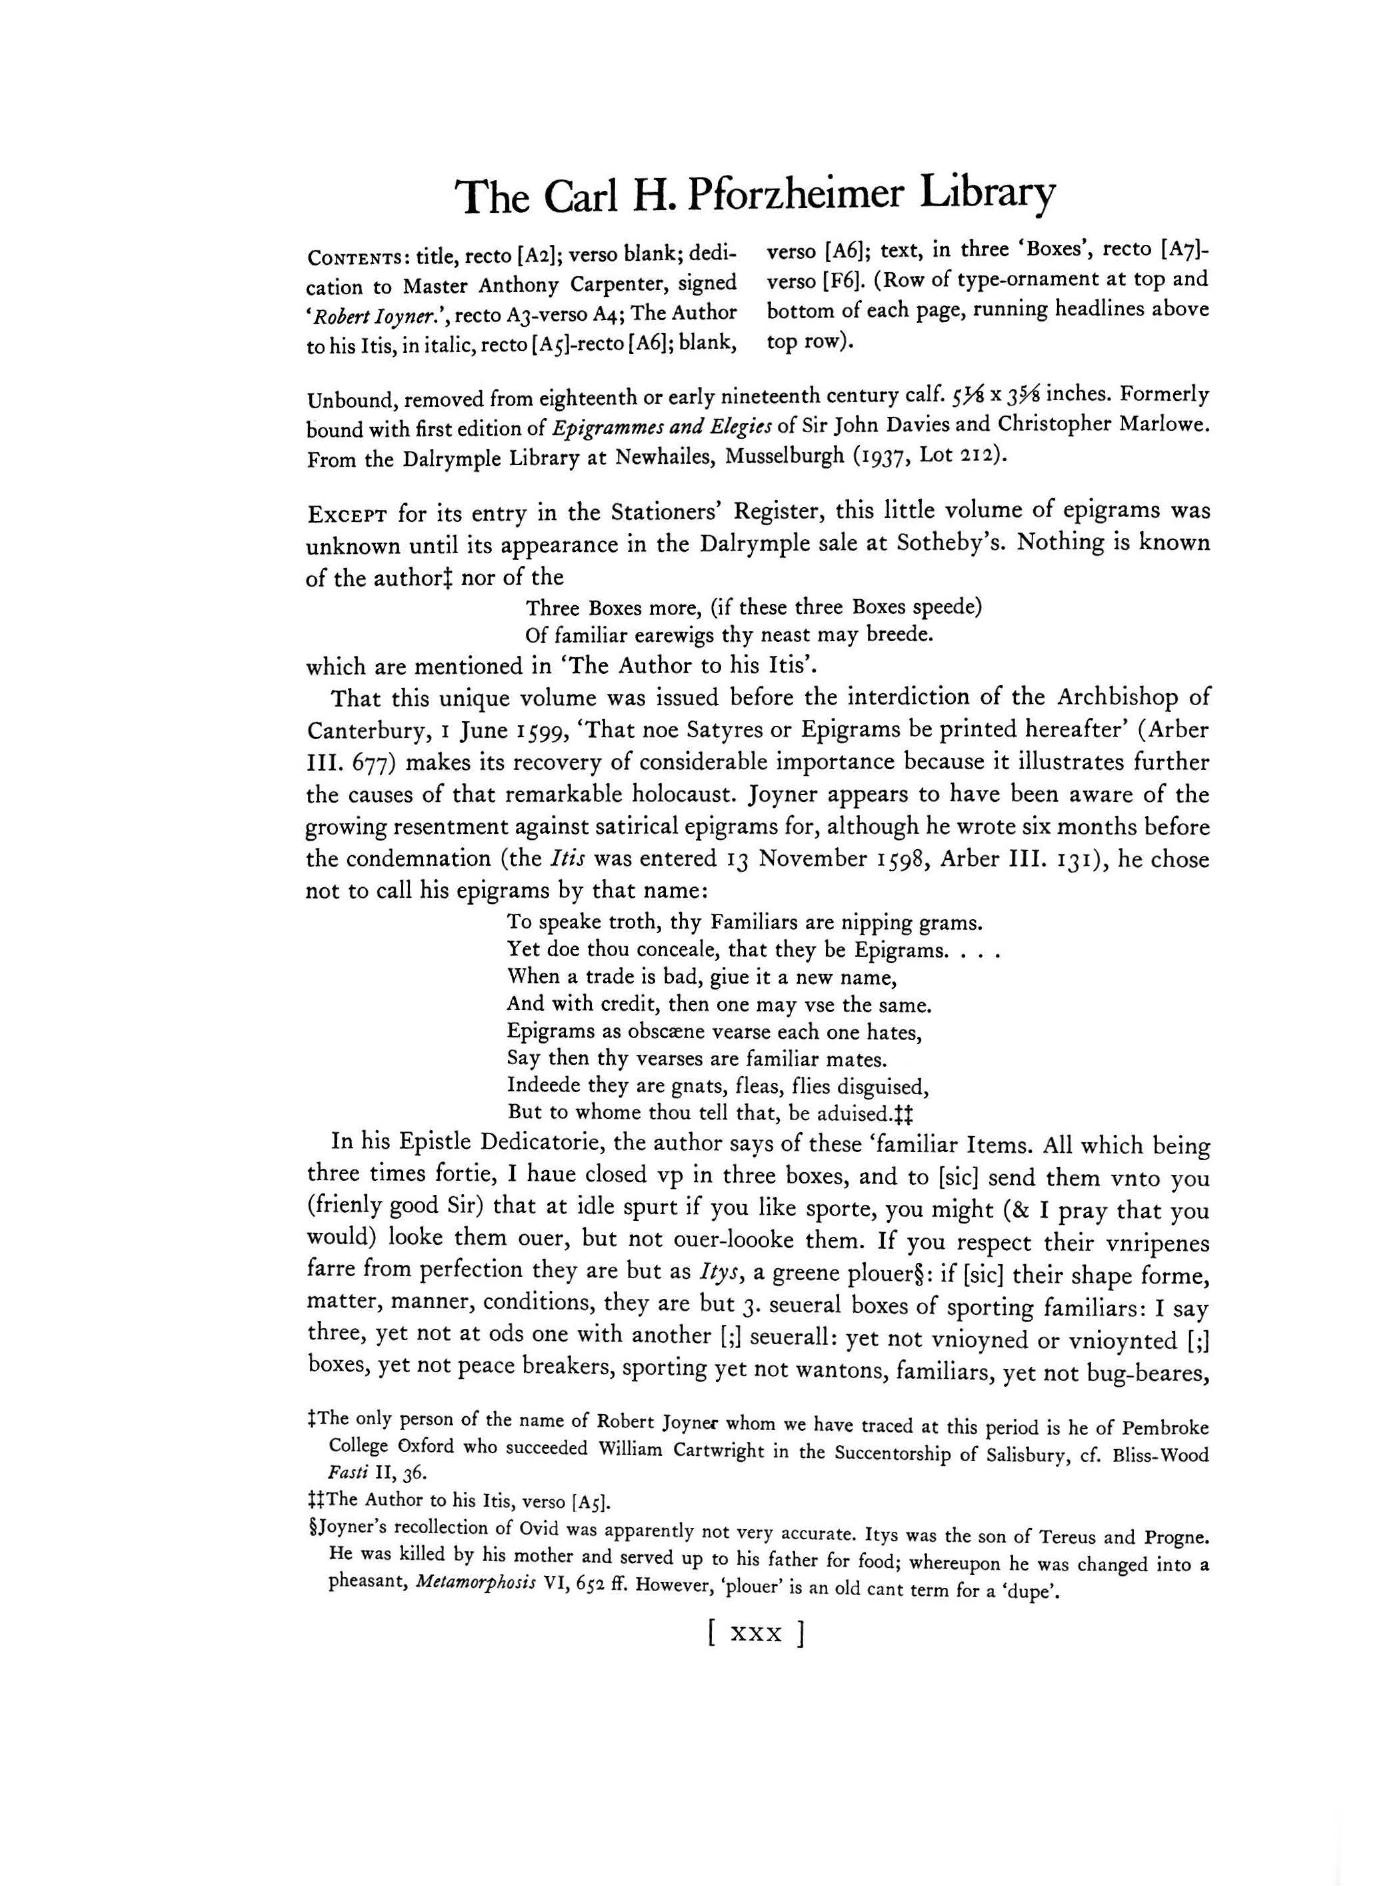 The Carl H. Pforzheimer Library
CONTENTS: title, recto [A2]; verso blank; dedi-
cation to Master Anthony Carpenter, signed
‘Robert Ioyner.’, recto A3-verso A4; The Author
to his Itis, in italic, recto [A5]-recto [A6]; blank,
verso [A6]; text, in three ‘Boxes’, recto [A7]-
verso [F6]. (Row of type-ornament at top and
bottom of each page, running headlines above
top row).
Unbound, removed from eighteenth or early nineteenth century calf. 5⅛ x 3⅝ inches. Formerly
bound with first edition of Epigrammes and Elegies of Sir John Davies and Christopher Marlowe.
From the Dalrymple Library at Newhailes, Musselburgh (1937, Lot 212).
EXCEPT for its entry in the Stationers’ Register, this little volume of epigrams was
unknown until its appearance in the Dalrymple sale at Sotheby’s. Nothing is known
of the author‡ nor of the
Three Boxes more, (if these three Boxes speede)
Of familiar earewigs thy neast may breede.
which are mentioned in ‘The Author to his Itis’.
That this unique volume was issued before the interdiction of the Archbishop of
Canterbury, 1 June 1599, ‘That noe Satyres or Epigrams be printed hereafter’ (Arber
III. 677) makes its recovery of considerable importance because it illustrates further
the causes of that remarkable holocaust. Joyner appears to have been aware of the
growing resentment against satirical epigrams for, although he wrote six months before
the condemnation (the Itis was entered 13 November 1598, Arber III. 131), he chose
not to call his epigrams by that name:
To speake troth, thy Familiars are nipping grams.
Yet doe thou conceale, that they be Epigrams. . . .
When a trade is bad, giue it a new name,
And with credit, then one may vse the same.
Epigrams as obscæne vearse each one hates,
Say then thy vearses are familiar mates.
Indeede they are gnats, fleas, flies disguised,
But to whome thou tell that, be aduised.‡‡
In his Epistle Dedicatorie, the author says of these ‘familiar Items. All which being
three times fortie, I haue closed vp in three boxes, and to [sic] send them vnto you
(frienly good Sir) that at idle spurt if you like sporte, you might (& I pray that you
would) looke them ouer, but not ouer-loooke them. If you respect their vnripenes
farre from perfection they are but as Itys, a greene plouer§: if [sic] their shape forme,
matter, manner, conditions, they are but 3. seueral boxes of sporting familiars: I say
three, yet not at ods one with another [;] seuerall: yet not vnioyned or vnioynted [;]
boxes, yet not peace breakers, sporting yet not wantons, familiars, yet not bug-beares,
‡The only person of the name of Robert Joyner whom we have traced at this period is he of Pembroke
College Oxford who succeeded William Cartwright in the Succentorship of Salisbury, cf. Bliss-Wood
Fasti II, 36.
‡‡The Author to his Itis, verso [A5].
§Joyner’s recollection of Ovid was apparently not very accurate. Itys was the son of Tereus and Progne.
He was killed by his mother and served up to his father for food; whereupon he was changed into a
pheasant, Metamorphosis VI, 652 ff. However, ‘plouer’ is an old cant term for a ‘dupe’.
[ xxx ]